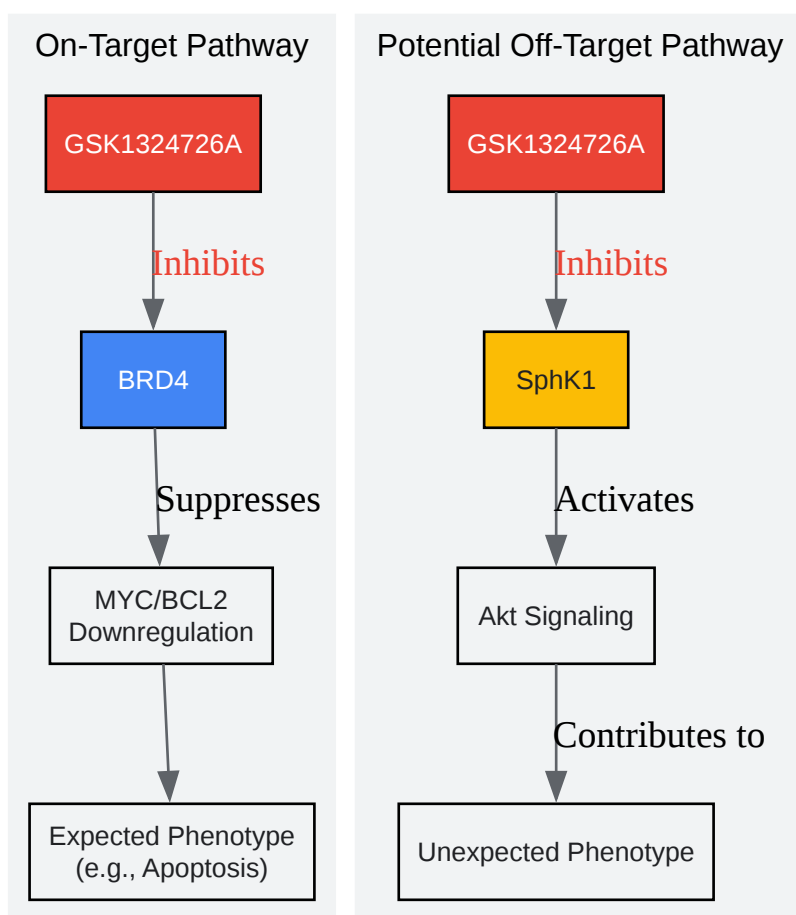 On-Target Pathway
GSK1324726A
Inhibits
BRD4
Suppresses
MYC/BCL2
Downregulation
Expected Phenotype
(e.g., Apoptosis)
Potential Off-Target Pathway
GSK1324726A
Inhibits
SphK1
Activates
Akt Signaling
Contributes to
Unexpected Phenotype